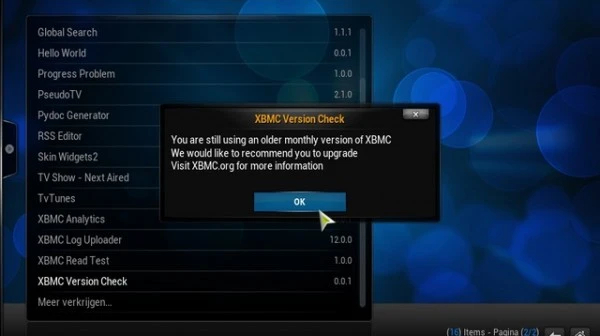 Global Search 1.1.1
Hello World 0.0.1
Progress Problem 1.0.0
PseudoTV 2.1.0
Pydoc Generator
RSS Editor
Skin Widgets2
TV Show - Next Aired
TvTunes
XBMC Analytics
XBMC Log Uploader 12.0.0
XBMC Read Test 1.0.0
XBMC Version Check 0.0.1
Meer verkrijgen...
XBMC Version Check
You are still using an older monthly version of XBMC
We would like to recommend you to upgrade
Visit XBMC.org for more information
OK
(16) Items - Pagina (2/2)